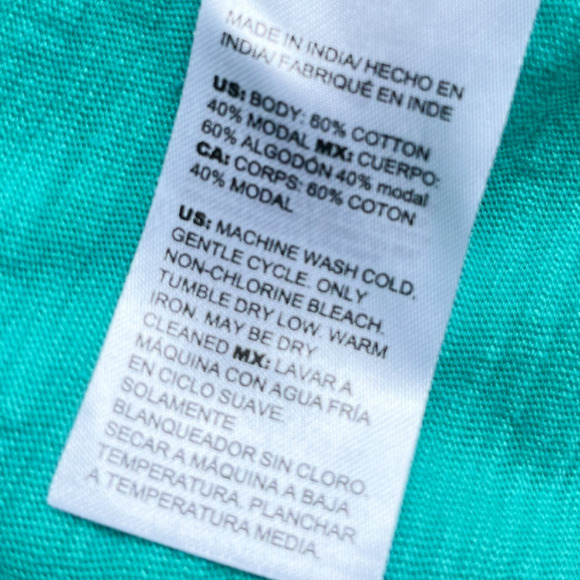 MADE IN INDIA/ HECHO EN
INDIA/ FABRIQUÉ EN INDE
US: BODY: 60% COTTON
40% MODAL MX: CUERPO:
60% ALGODÓN 40% modal
CA: CORPS: 60% COTON
40% MODAL
US: MACHINE WASH COLD,
GENTLE CYCLE. ONLY
NON-CHLORINE BLEACH.
TUMBLE DRY LOW. WARM
IRON. MAY BE DRY
CLEANED MX: LAVAR A
MÁQUINA CON AGUA FRÍA
EN CICLO SUAVE.
SOLAMENTE
BLANQUEADOR SIN CLORO.
SECAR A MÁQUINA A BAJA
TEMPERATURA. PLANCHAR
A TEMPERATURA MEDIA.